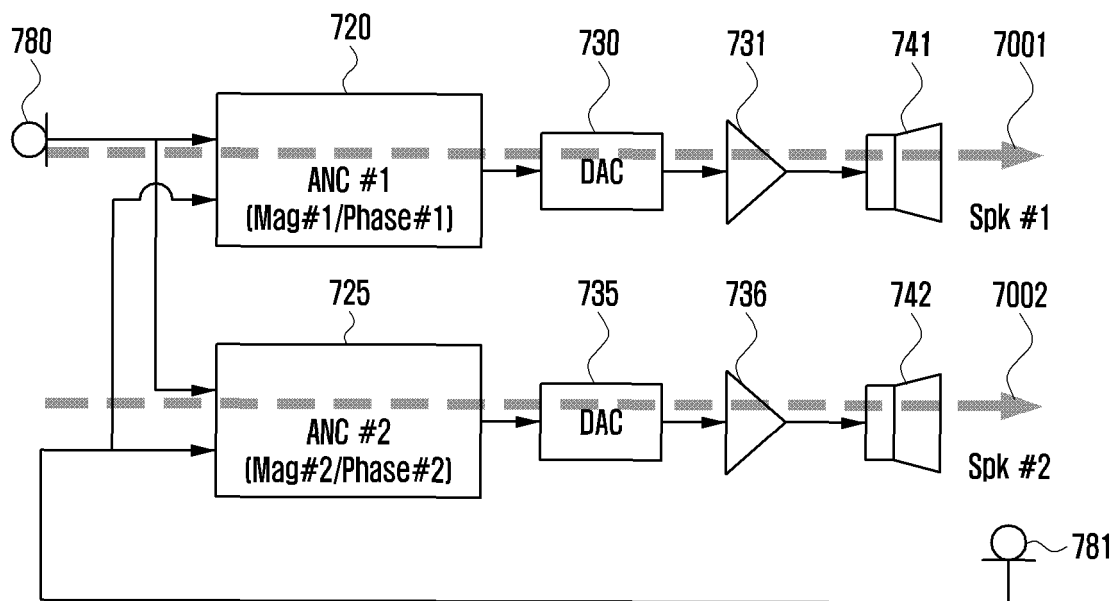 780
720
730
731
741
7001
ANC #1
(Mag#1/Phase#1)
DAC
Spk #1
725
735
736
742
7002
ANC #2
(Mag#2/Phase#2)
DAC
Spk #2
781